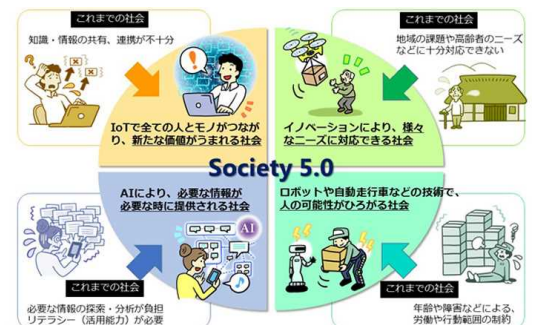 これまでの社会
知識・情報の共有、連携が不十分
これまでの社会
地域の課題や高齢者のニーズ
などに十分対応できない
IoTで全ての人とモノがつなが
り、新たな価値がうまれる社会
イノベーションにより、様々
なニーズに対応できる社会
Society 5.0
AIにより、必要な情報が
必要な時に提供される社会
ロボットや自動走行車などの技術で、
人の可能性がひろがる社会
AI
これまでの社会
必要な情報の探索・分析が負担
リテラシー（活用能力）が必要
これまでの社会
年齢や障害などによる、
労働や行動範囲の制約